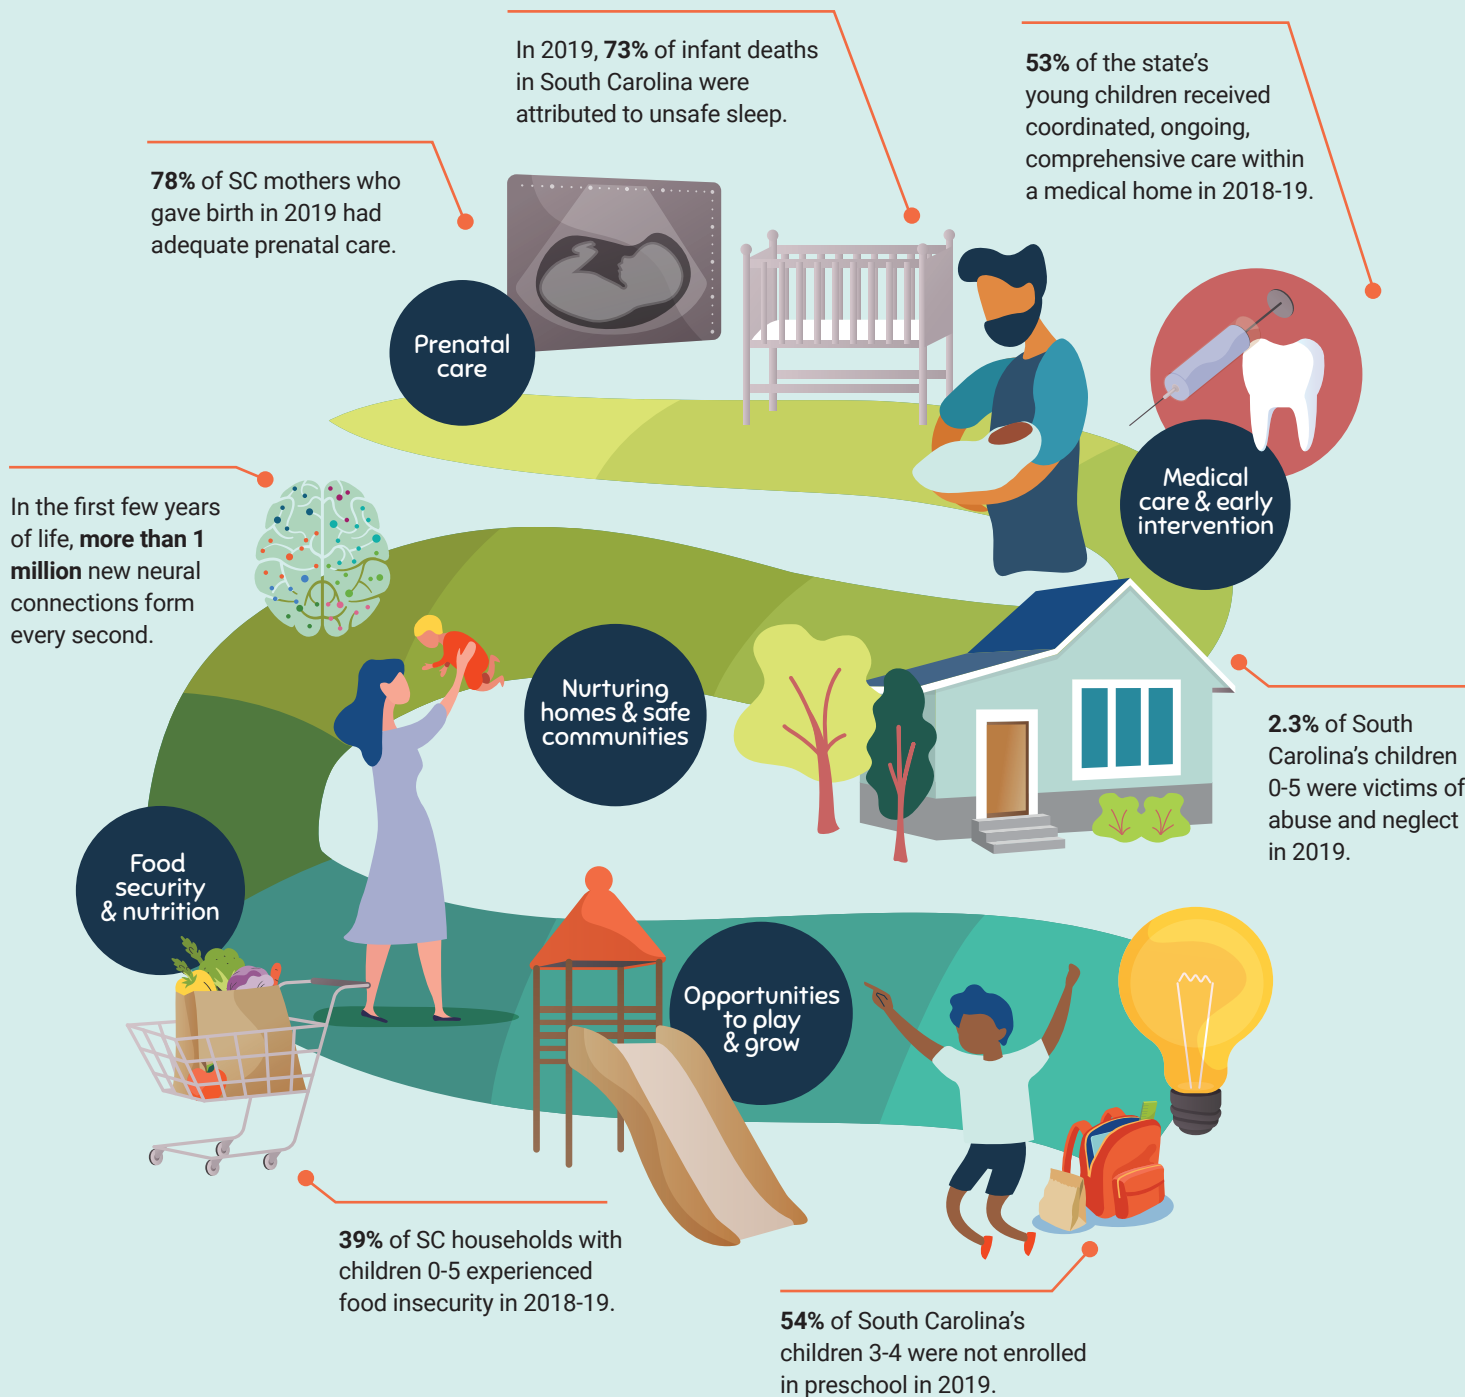 In 2019, 73% of infant deaths
in South Carolina were
attributed to unsafe sleep.
53% of the state's
young children received
coordinated, ongoing,
comprehensive care within
a medical home in 2018-19.
78% of SC mothers who
gave birth in 2019 had
adequate prenatal care.
Prenatal
care
Medical
care & early
intervention
In the first few years
of life, more than 1
million new neural
connections form
every second.
Nurturing
homes & safe
communities
2.3% of South
Carolina's children
0-5 were victims of
abuse and neglect
in 2019.
Food
security
& nutrition
Opportunities
to play
& grow
39% of SC households with
children 0-5 experienced
food insecurity in 2018-19.
54% of South Carolina's
children 3-4 were not enrolled
in preschool in 2019.